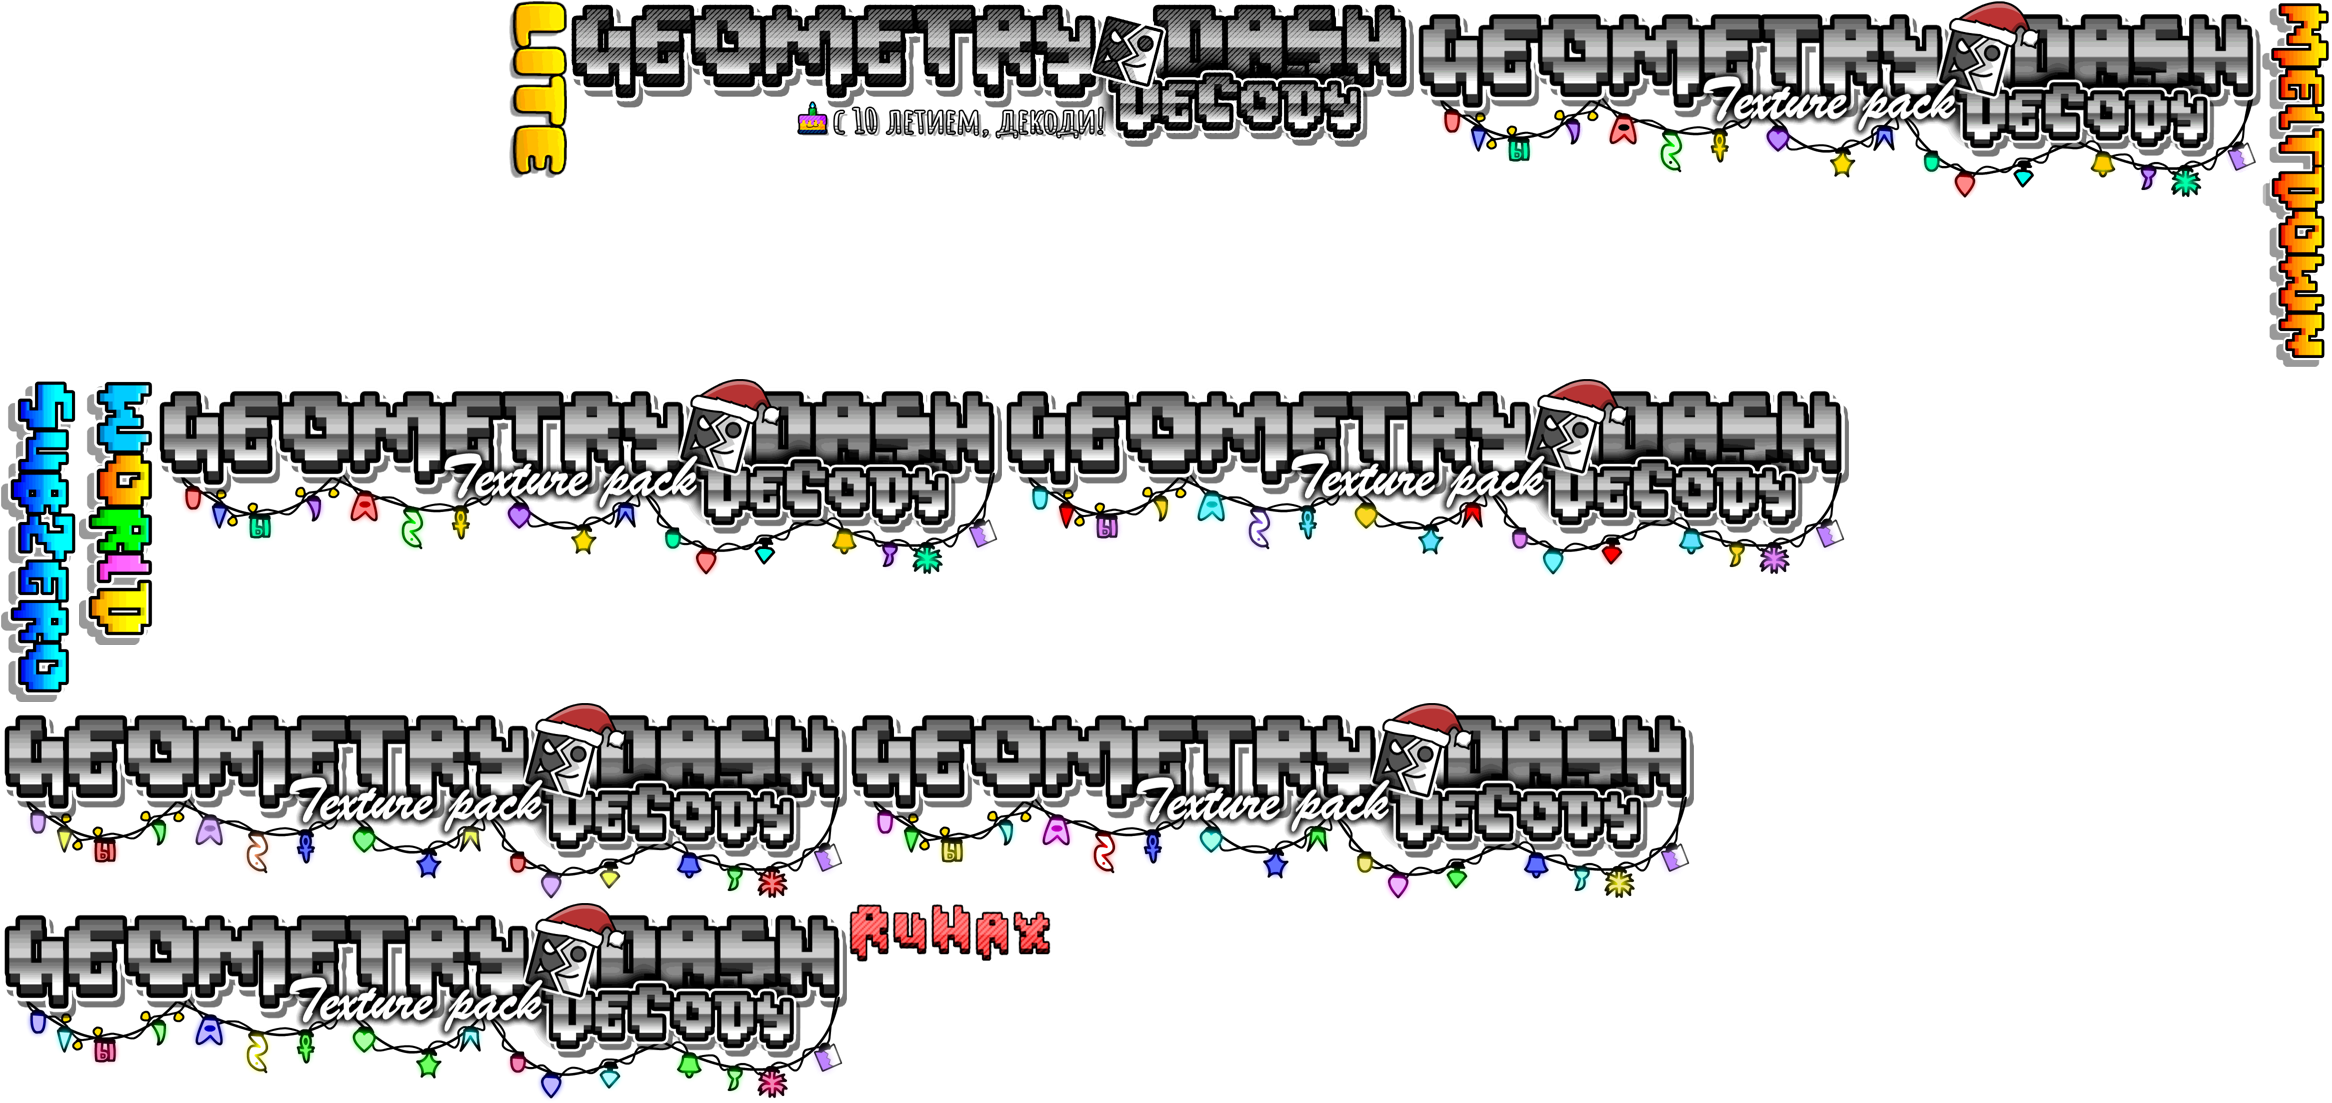 LITE
GEOMETRY DASH
DeCody
С 10 ЛЕТИЕМ, ДЕКОДИ!
GEOMETRY DASH
Texture pack
DeCody
Ы
MELTDOWN
SUBZERO
WORLD
GEOMETRY DASH
Texture pack
DeCody
Ы
GEOMETRY DASH
Texture pack
DeCody
Ы
GEOMETRY DASH
Texture pack
DeCody
Ы
GEOMETRY DASH
Texture pack
DeCody
Ы
GEOMETRY DASH
Texture pack
DeCody
Ы
RuHax